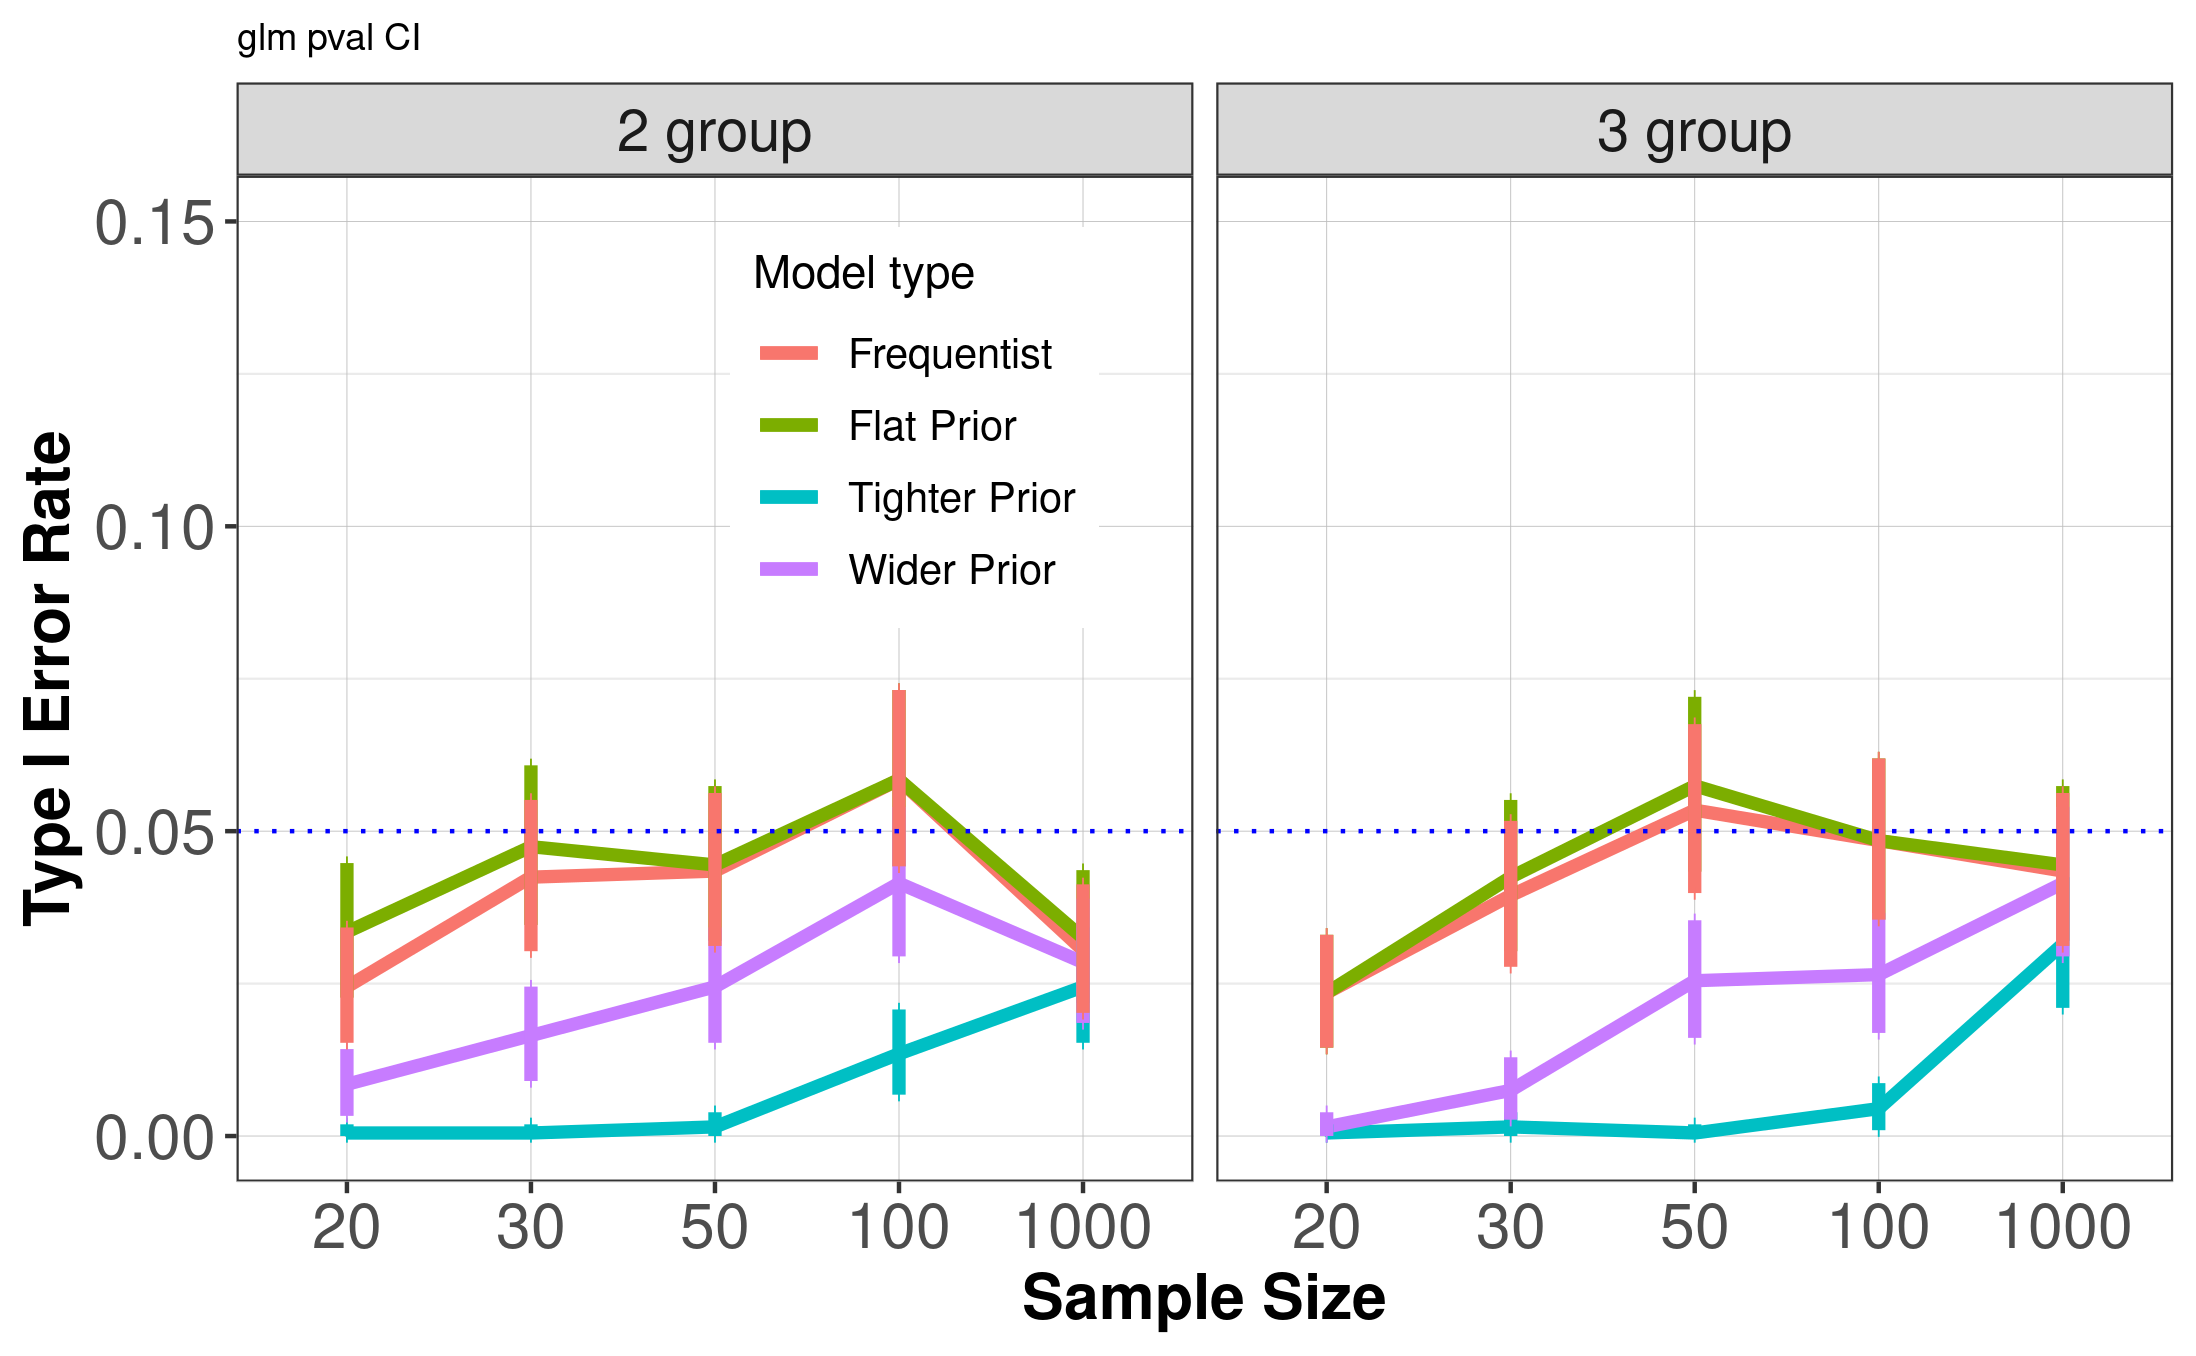 glm pval CI
2 group
3 group
Type I Error Rate
0.15
0.10
0.05
0.00
Model type
Frequentist
Flat Prior
Tighter Prior
Wider Prior
20 30 50 100 1000
20 30 50 100 1000
Sample Size